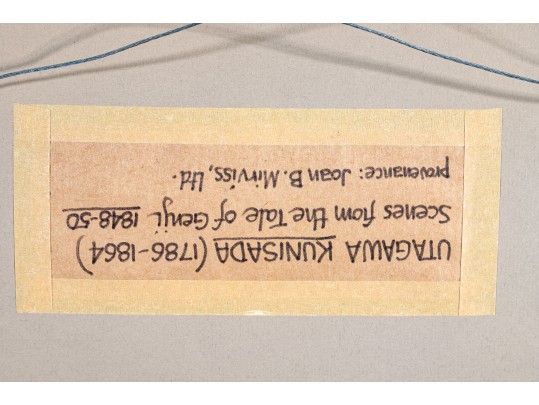 UTAGAWA KUNISADA (1786-1864)
Scenes from the Tale of Genji 1848-50
provenance: Joan B. Mirviss, Ltd.